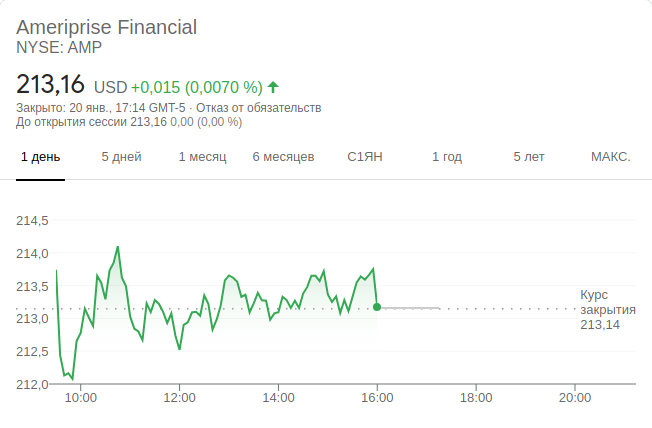 Ameriprise Financial
NYSE: AMP
213,16 USD +0,015 (0,0070 %)
Закрыто: 20 янв., 17:14 GMT-5 · Отказ от обязательств
До открытия сессии 213,16 0,00 (0,00 %)
1 день 5 дней 1 месяц 6 месяцев С1ЯН 1 год 5 лет МАКС.
214,5
214,0
213,5
213,0
212,5
212,0
Курс
закрытия
213,14
10:00 12:00 14:00 16:00 18:00 20:00